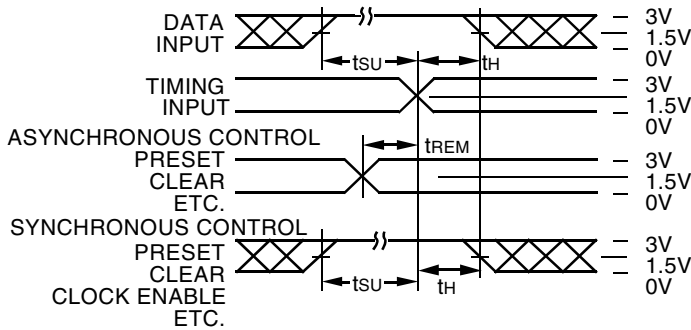 DATA
INPUT
3V
1.5V
0V
tSU
tH
TIMING
INPUT
3V
1.5V
0V
ASYNCHRONOUS CONTROL
PRESET
CLEAR
ETC.
tREM
3V
1.5V
0V
SYNCHRONOUS CONTROL
PRESET
CLEAR
CLOCK ENABLE
ETC.
tSU
tH
3V
1.5V
0V